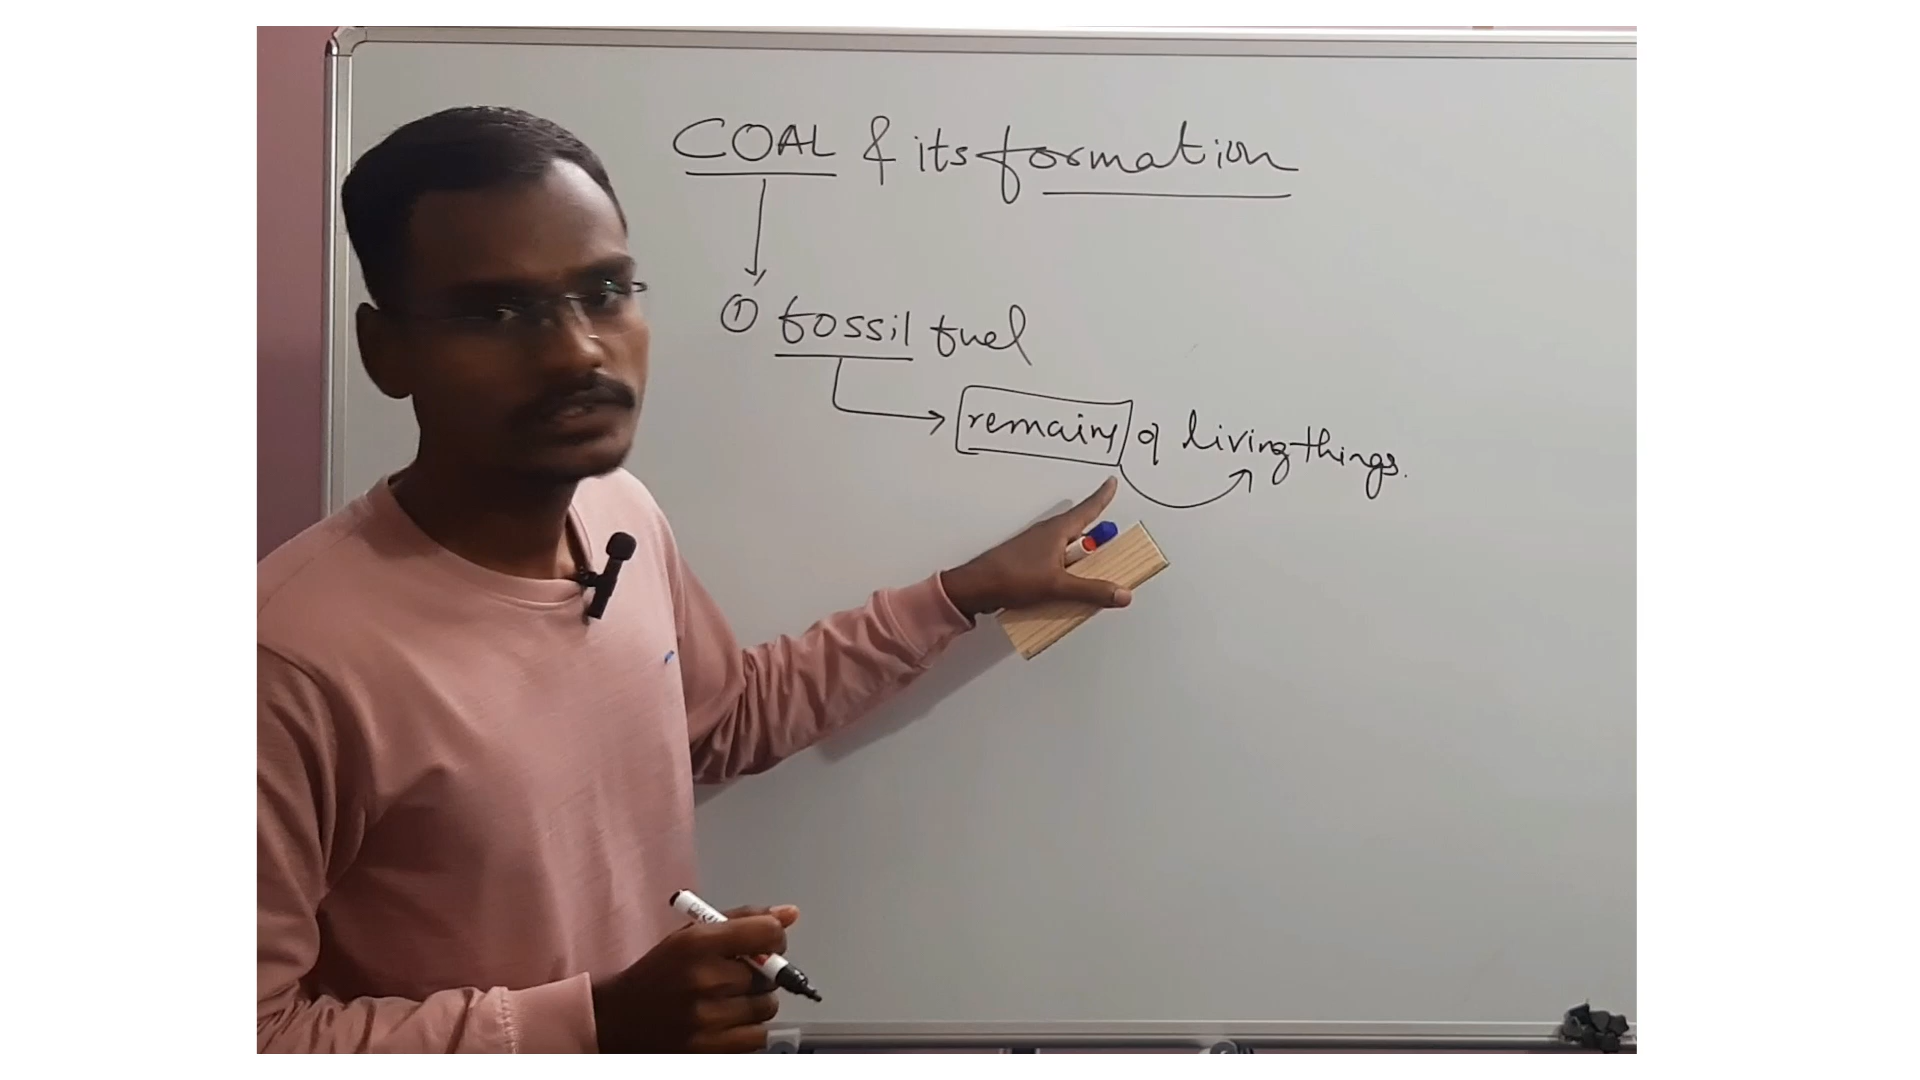 COAL & its formation
① fossil fuel
remains of living things.